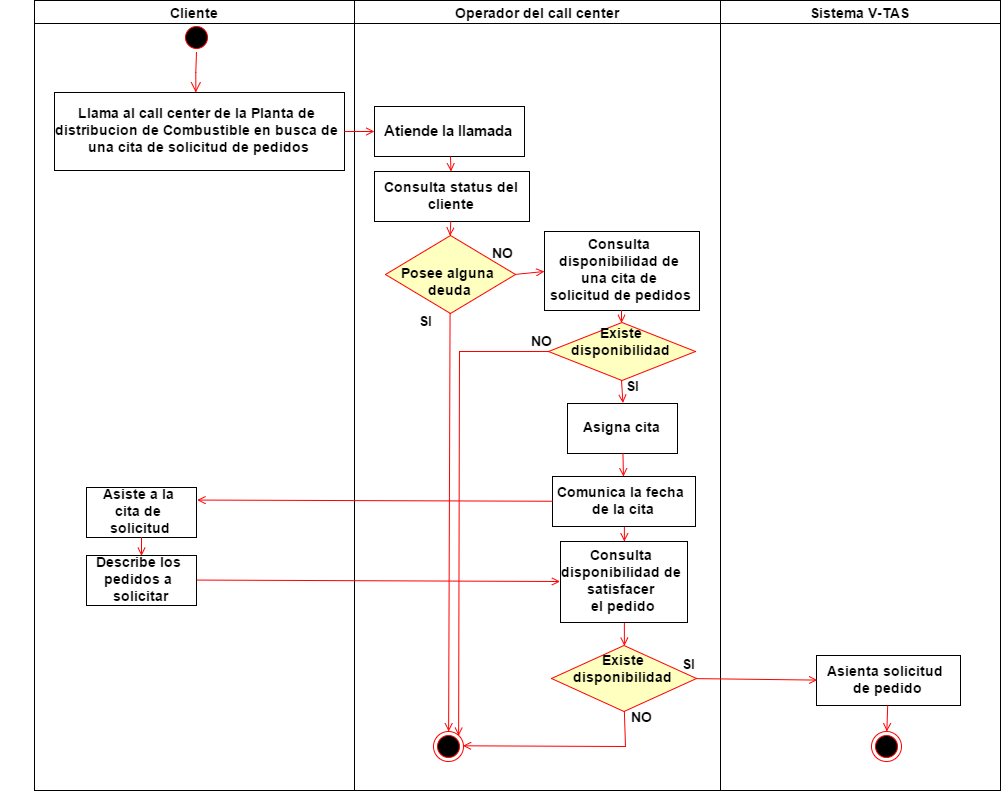 Cliente
Operador del call center
Sistema V-TAS
Llama al call center de la Planta de
distribucion de Combustible en busca de
una cita de solicitud de pedidos
Atiende la llamada
Consulta status del
cliente
Posee alguna
deuda
NO
SI
Consulta
disponibilidad de
una cita de
solicitud de pedidos
Existe
disponibilidad
NO
SI
Asigna cita
Comunica la fecha
de la cita
Asiste a la
cita de
solicitud
Describe los
pedidos a
solicitar
Consulta
disponibilidad de
satisfacer
el pedido
Existe
disponibilidad
SI
NO
Asienta solicitud
de pedido